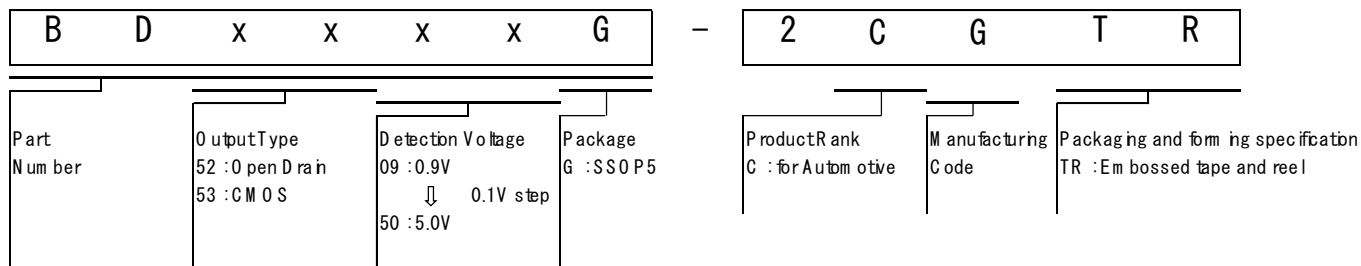 B D x x x x G - 2 C G T R
Part Number
Output Type
52 : Open Drain
53 : CMOS
Detection Voltage
09 : 0.9V
⇩ 0.1V step
50 : 5.0V
Package
G : SSOP5
Product Rank
C : for Automotive
Manufacturing Code
Packaging and forming specification
TR : Embossed tape and reel